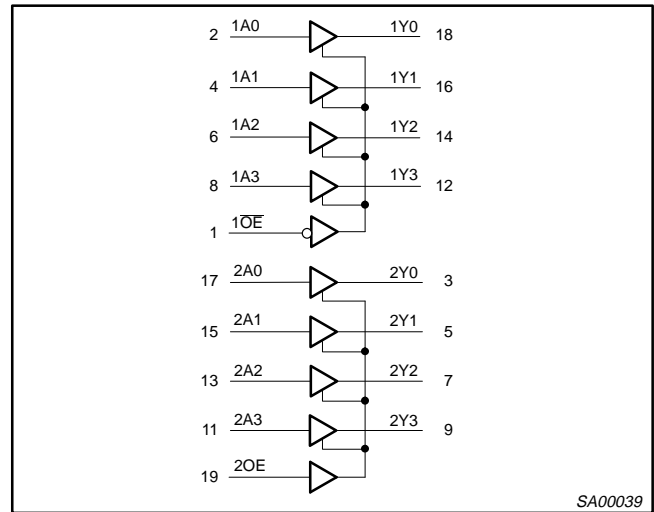 2 1A0 1Y0 18
4 1A1 1Y1 16
6 1A2 1Y2 14
8 1A3 1Y3 12
1 1O̅E̅
17 2A0 2Y0 3
15 2A1 2Y1 5
13 2A2 2Y2 7
11 2A3 2Y3 9
19 2OE
SA00039